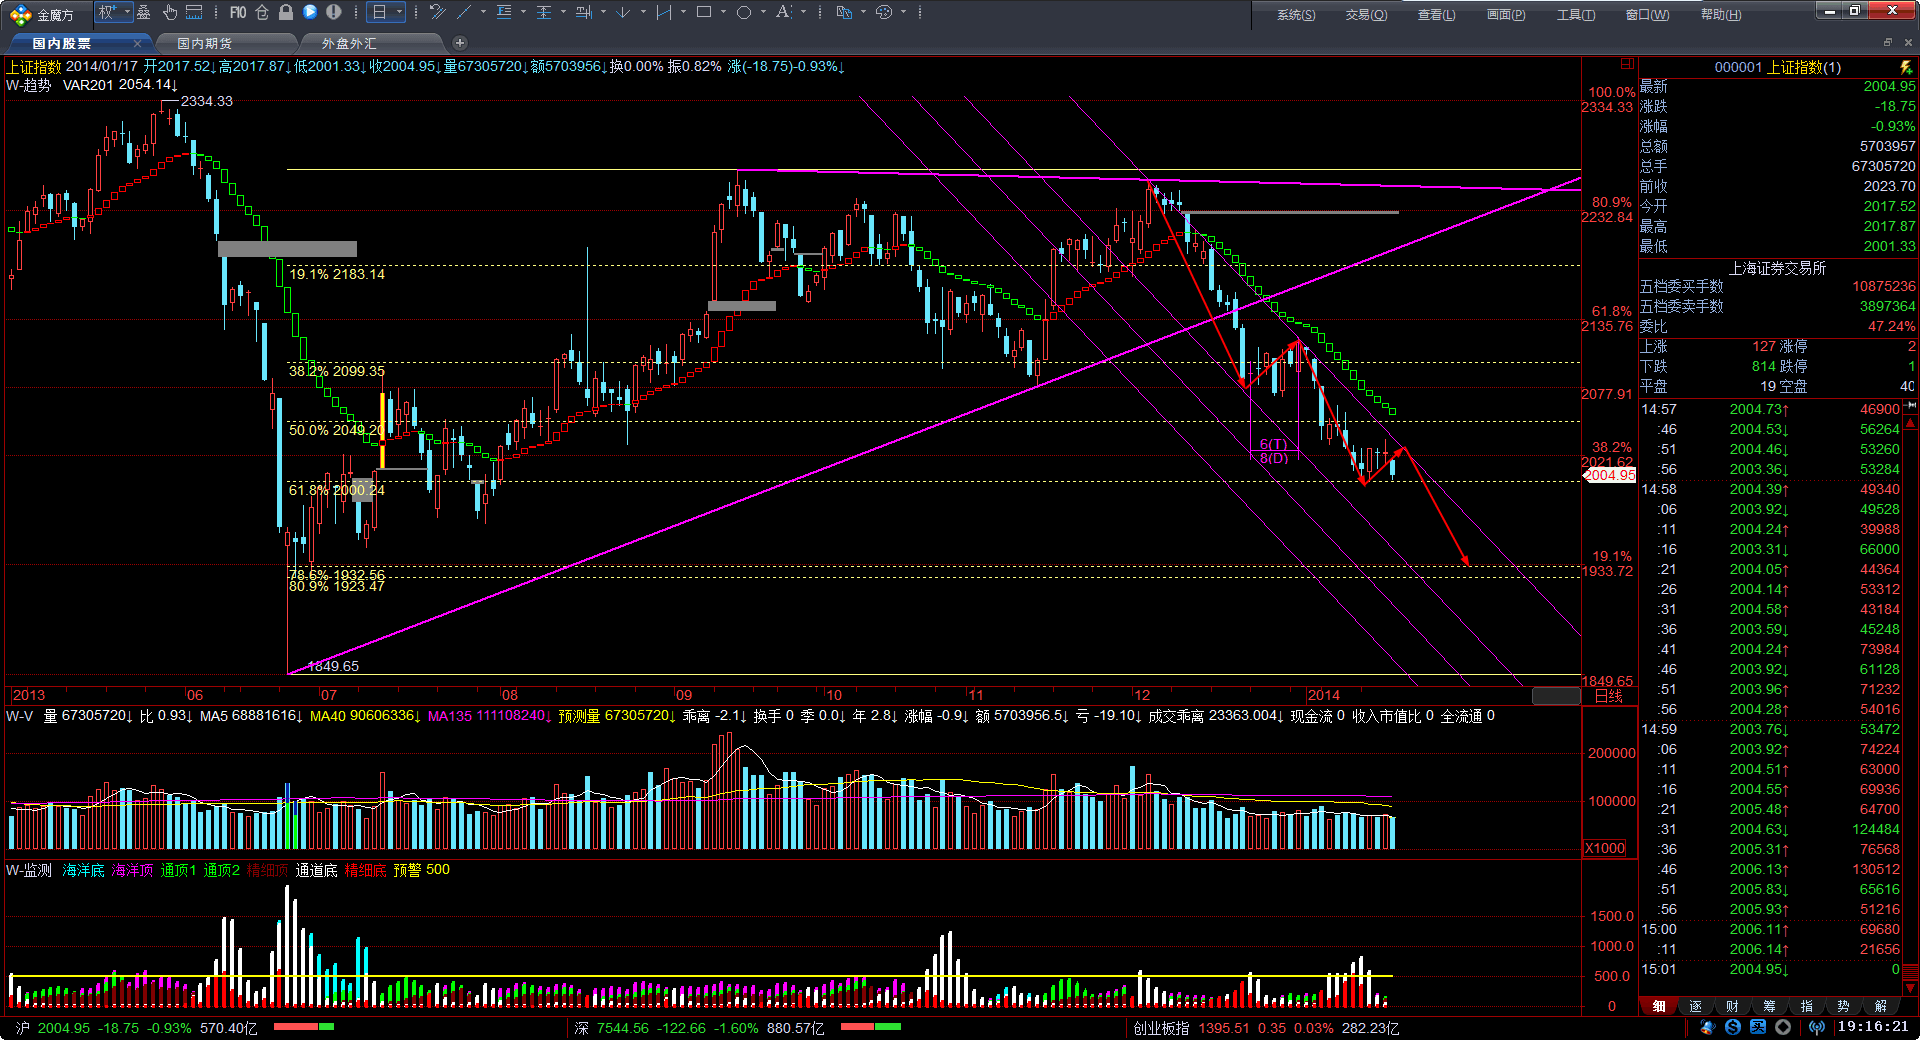 金魔方 权 F10 日
系统(S) 交易(Q) 查看(L) 画面(P) 工具(T) 窗口(W) 帮助(H)
国内股票 国内期货 外盘外汇
上证指数 2014/01/17 开2017.52↓高2017.87↓低2001.33↓收2004.95↓量67305720↓额5703956↓换0.00% 振0.82% 涨(-18.75)-0.93%↓
W-趋势 VAR201 2054.14↓
2334.33
19.1% 2183.14
38.2% 2099.35
50.0% 2049.20
61.8% 2000.24
78.6% 1932.56
80.9% 1923.47
1849.65
6(T)
8(D)
100.0%
2334.33
80.9%
2232.84
61.8%
2135.76
2077.91
38.2%
2021.62
2004.95
19.1%
1933.72
1849.65
2013 06 07 08 09 10 11 12 2014 日线
W-V 量 67305720↓ 比 0.93↓ MA5 68881616↓ MA40 90606336↓ MA135 111108240↓ 预测量 67305720↓ 乖离 -2.1↓ 换手 0 季 0.0↓ 年 2.8↓ 涨幅 -0.9↓ 额 5703956.5↓ 亏 -19.10↓ 成交乖离 23363.004↓ 现金流 0 收入市值比 0 全流通 0
200000
100000
X1000
W-监测 海洋底 海洋顶 通顶1 通顶2 精细顶 通道底 精细底 预警 500
1500.0
1000.0
500.0
0
000001 上证指数(1)
最新 2004.95
涨跌 -18.75
涨幅 -0.93%
总额 5703957
总手 67305720
前收 2023.70
今开 2017.52
最高 2017.87
最低 2001.33
上海证券交易所
五档委买手数 10875236
五档委卖手数 3897364
委比 47.24%
上涨 127 涨停 2
下跌 814 跌停 1
平盘 19 空盘 40
14:57 2004.73↑ 46900
:46 2004.53↓ 56264
:51 2004.46↓ 53260
:56 2003.36↓ 53284
14:58 2004.39↑ 49340
:06 2003.92↓ 49528
:11 2004.24↑ 39988
:16 2003.31↓ 66000
:21 2004.05↑ 44364
:26 2004.14↑ 53312
:31 2004.58↑ 43184
:36 2003.59↓ 45248
:41 2004.24↑ 73984
:46 2003.92↓ 61128
:51 2003.96↑ 71232
:56 2004.28↑ 54016
14:59 2003.76↓ 53472
:06 2003.92↑ 74224
:11 2004.51↑ 63000
:16 2004.55↑ 69936
:21 2005.48↑ 64700
:31 2004.63↓ 124484
:36 2005.31↑ 76568
:46 2006.13↑ 130512
:51 2005.83↓ 65616
:56 2005.93↑ 51216
15:00 2006.11↑ 69680
:11 2006.14↑ 21656
15:01 2004.95↓ 0
细 逐 财 筹 指 势 解
沪 2004.95 -18.75 -0.93% 570.40亿
深 7544.56 -122.66 -1.60% 880.57亿
创业板指 1395.51 0.35 0.03% 282.23亿
19:16:21